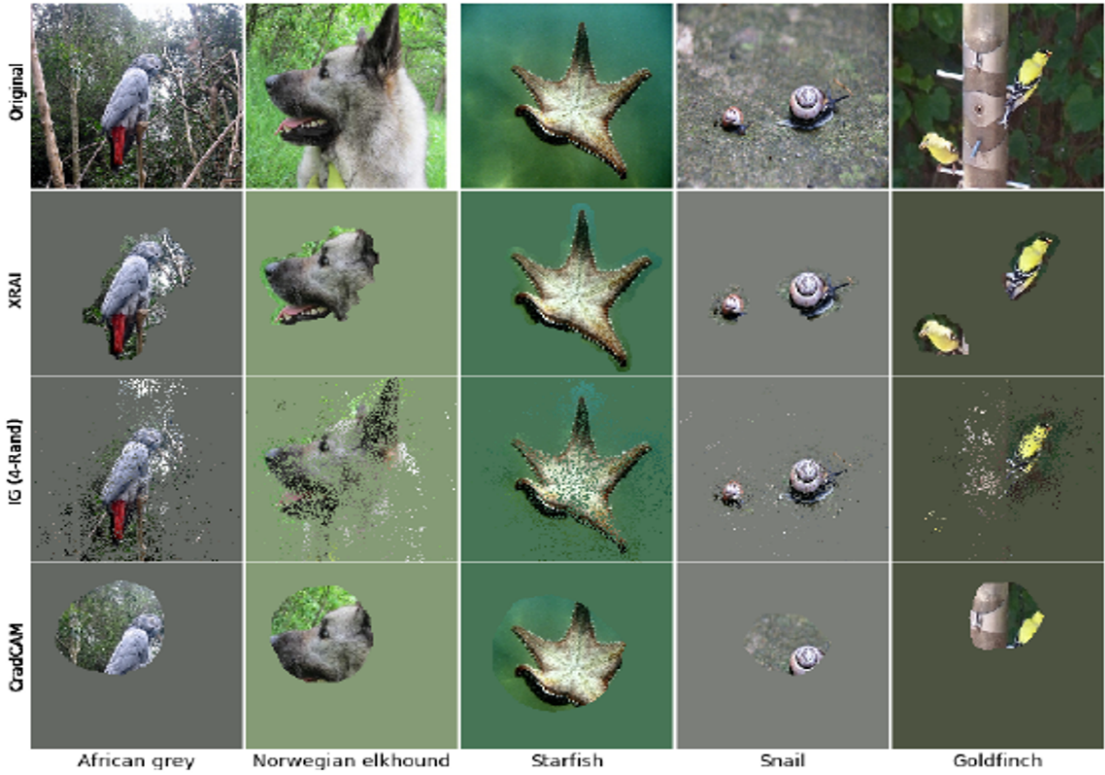 Original
XRAI
IG (4-Rand)
GradCAM
African grey
Norwegian elkhound
Starfish
Snail
Goldfinch